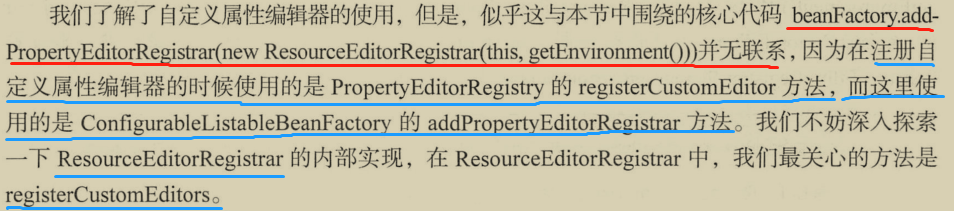 我们了解了自定义属性编辑器的使用，但是，似乎这与本节中围绕的核心代码 beanFactory.add-
PropertyEditorRegistrar(new ResourceEditorRegistrar(this, getEnvironment()))并无联系，因为在注册自
定义属性编辑器的时候使用的是 PropertyEditorRegistry 的 registerCustomEditor 方法，而这里使
用的是 ConfigurableListableBeanFactory 的 addPropertyEditorRegistrar 方法。我们不妨深入探索
一下 ResourceEditorRegistrar 的内部实现，在 ResourceEditorRegistrar 中，我们最关心的方法是
registerCustomEditors。